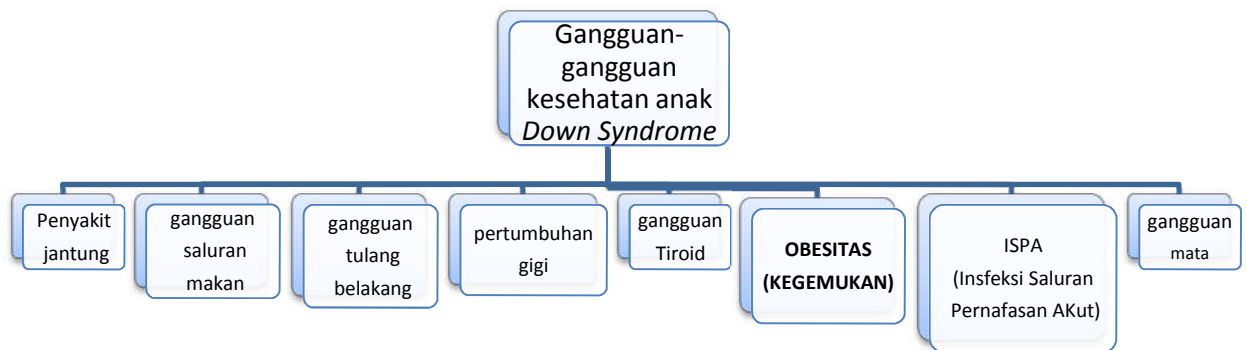 Gangguan-
gangguan
kesehatan anak
Down Syndrome
Penyakit
jantung
gangguan
saluran
makan
gangguan
tulang
belakang
pertumbuhan
gigi
gangguan
Tiroid
OBESITAS
(KEGEMUKAN)
ISPA
(Insfeksi Saluran
Pernafasan AKut)
gangguan
mata